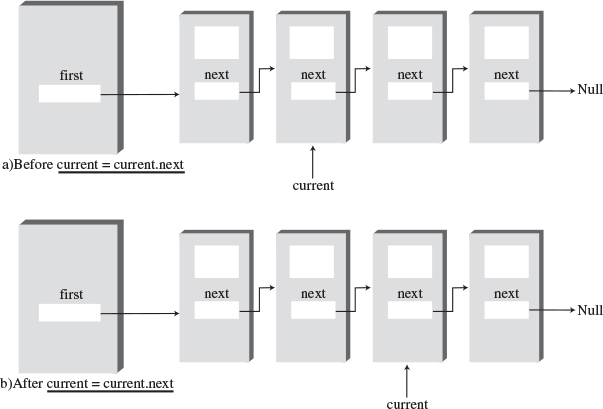 first
next next next next
Null
a)Before current = current.next
current
first
next next next next
Null
b)After current = current.next
current